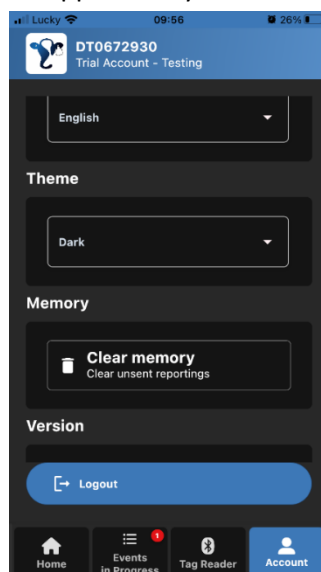 Lucky 09:56 26%
DT0672930
Trial Account - Testing
English
Theme
Dark
Memory
Clear memory
Clear unsent reportings
Version
Logout
1
Home
Events
in Progress
Tag Reader
Account